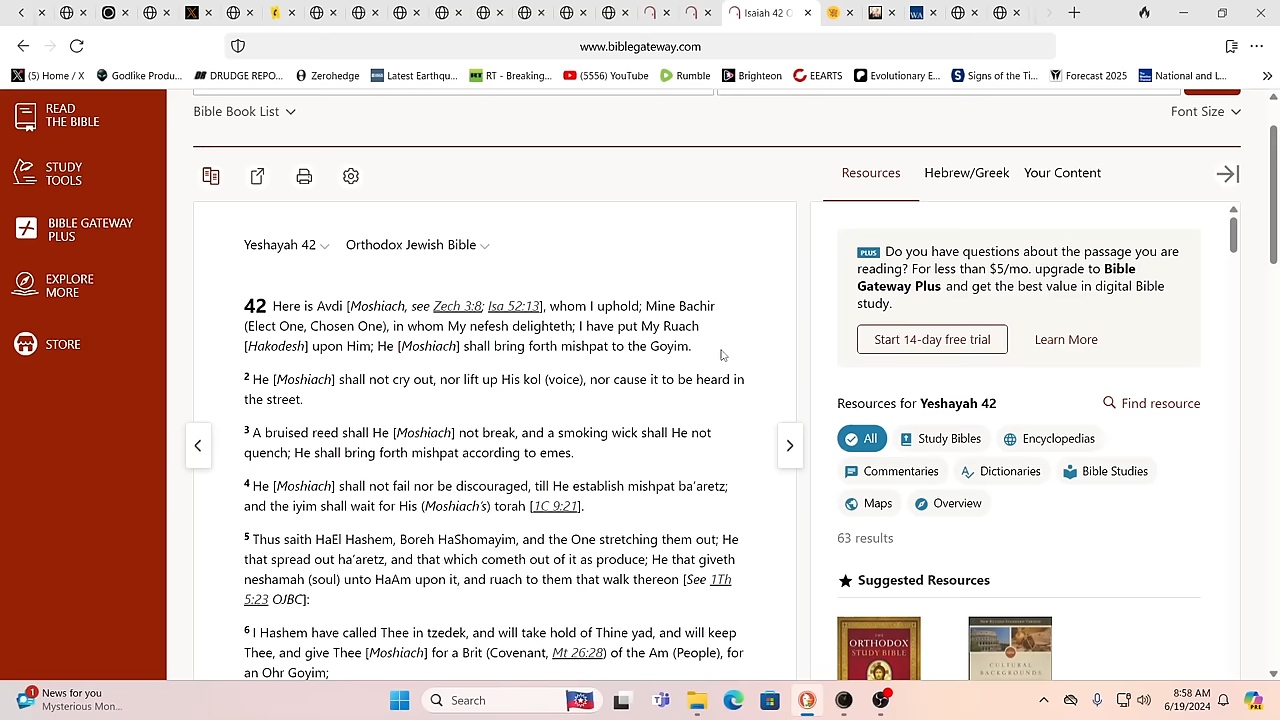 Isaiah 42 O
www.biblegateway.com
(5) Home / X
Godlike Produ...
DRUDGE REPO...
Zerohedge
Latest Earthqu...
RT - Breaking...
(5556) YouTube
Rumble
Brighteon
EEARTS
Evolutionary E...
Signs of the Ti...
Forecast 2025
National and L...
READ
THE BIBLE
STUDY
TOOLS
BIBLE GATEWAY
PLUS
EXPLORE
MORE
STORE
Bible Book List
Font Size
Resources
Hebrew/Greek
Your Content
Yeshayah 42
Orthodox Jewish Bible
42 Here is Avdi [Moshiach, see Zech 3:8; Isa 52:13], whom I uphold; Mine Bachir
(Elect One, Chosen One), in whom My nefesh delighteth; I have put My Ruach
[Hakodesh] upon Him; He [Moshiach] shall bring forth mishpat to the Goyim.
2 He [Moshiach] shall not cry out, nor lift up His kol (voice), nor cause it to be heard in
the street.
3 A bruised reed shall He [Moshiach] not break, and a smoking wick shall He not
quench; He shall bring forth mishpat according to emes.
4 He [Moshiach] shall not fail nor be discouraged, till He establish mishpat ba’aretz;
and the iyim shall wait for His (Moshiach’s) torah [1C 9:21].
5 Thus saith HaEl Hashem, Boreh HaShomayim, and the One stretching them out; He
that spread out ha’aretz, and that which cometh out of it as produce; He that giveth
neshamah (soul) unto HaAm upon it, and ruach to them that walk thereon [See 1Th
5:23 OJBC]:
6 I Hashem have called Thee in tzedek, and will take hold of Thine yad, and will keep
Thee, and give Thee [Moshiach] for a Brit (Covenant, Mt 26:28) of the Am (People), for
an Ohr Goyim;
PLUS Do you have questions about the passage you are
reading? For less than $5/mo. upgrade to Bible
Gateway Plus and get the best value in digital Bible
study.
Start 14-day free trial
Learn More
Resources for Yeshayah 42
Find resource
All
Study Bibles
Encyclopedias
Commentaries
Dictionaries
Bible Studies
Maps
Overview
63 results
Suggested Resources
THE
ORTHODOX
STUDY BIBLE
CULTURAL
BACKGROUNDS
1
News for you
Mysterious Mon...
Search
8:58 AM
6/19/2024
PRE